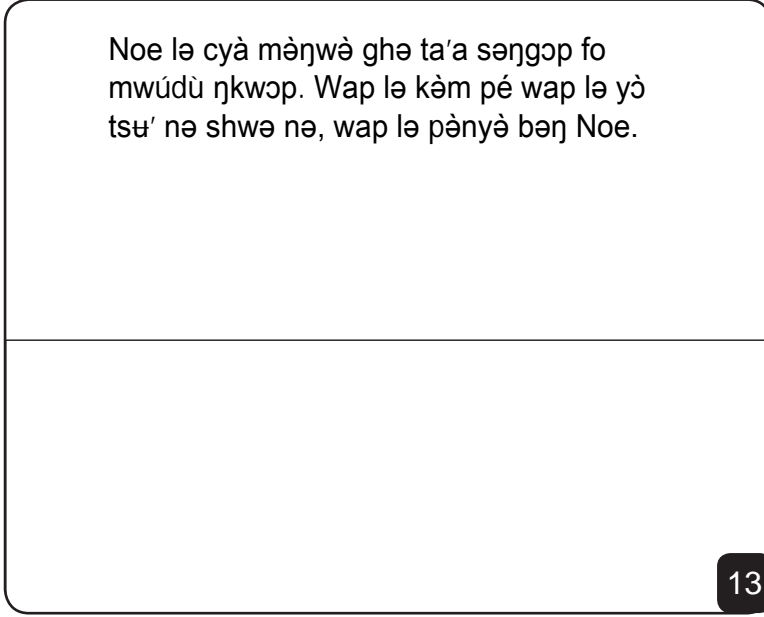 Noe lə cyà mə̀ŋwə̀ ghə ta′a səŋgɔp fo
mwúdù ŋkwɔp. Wap lə kə̀m pé wap lə yɔ̀
tsʉ′ nə shwə nə, wap lə pə̀nyə̀ bəŋ Noe.
13